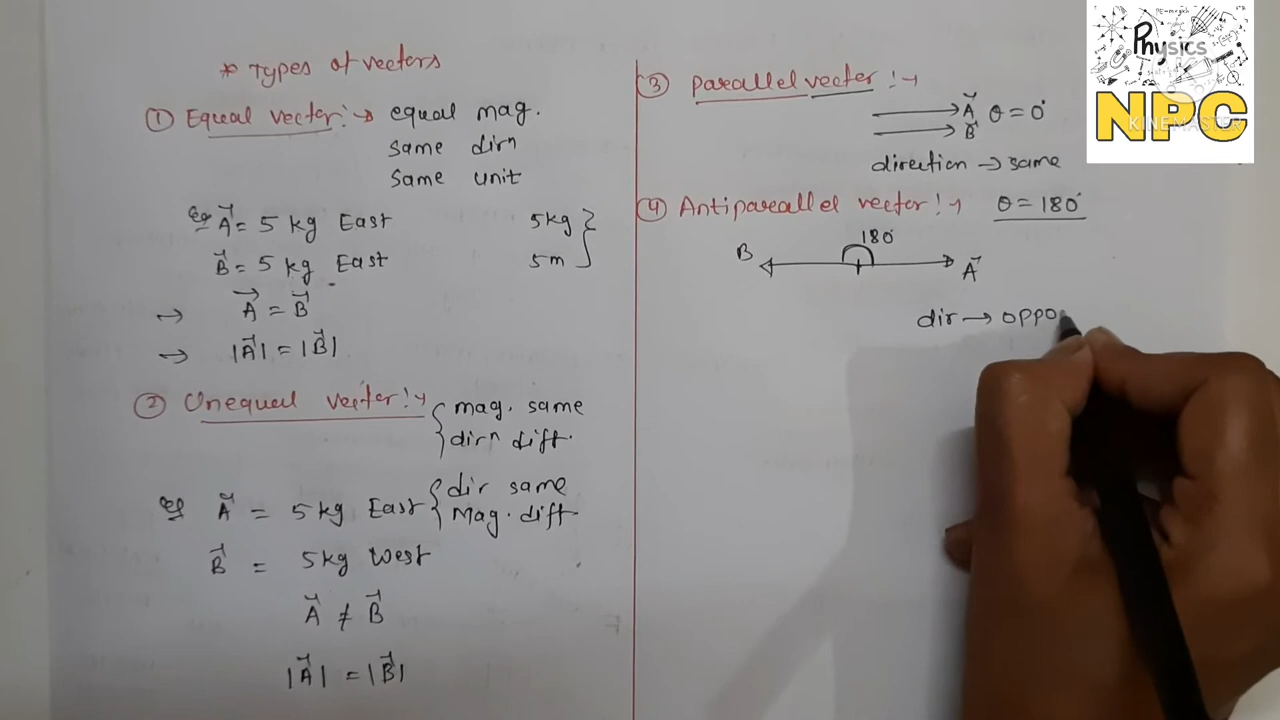 * Types of vectors
① Equal vector :→ equal mag.
same dirⁿ
same unit
Eg A⃗ = 5 kg East 5kg }
B⃗ = 5 kg East 5m
→ A⃗ = B⃗
→ |A⃗| = |B⃗|
② Unequal vector :→ { mag. same
dirⁿ diff.
{ dir same
Eg A⃗ = 5 kg East Mag. diff
B⃗ = 5 kg West
A⃗ ≠ B⃗
|A⃗| = |B⃗|
③ parallel vector :→
A⃗ θ = 0°
B⃗
direction → same
④ Antiparallel vector :→ θ = 180°
180°
B A⃗
dir → oppo
Physics
NPC
KINEMASTER